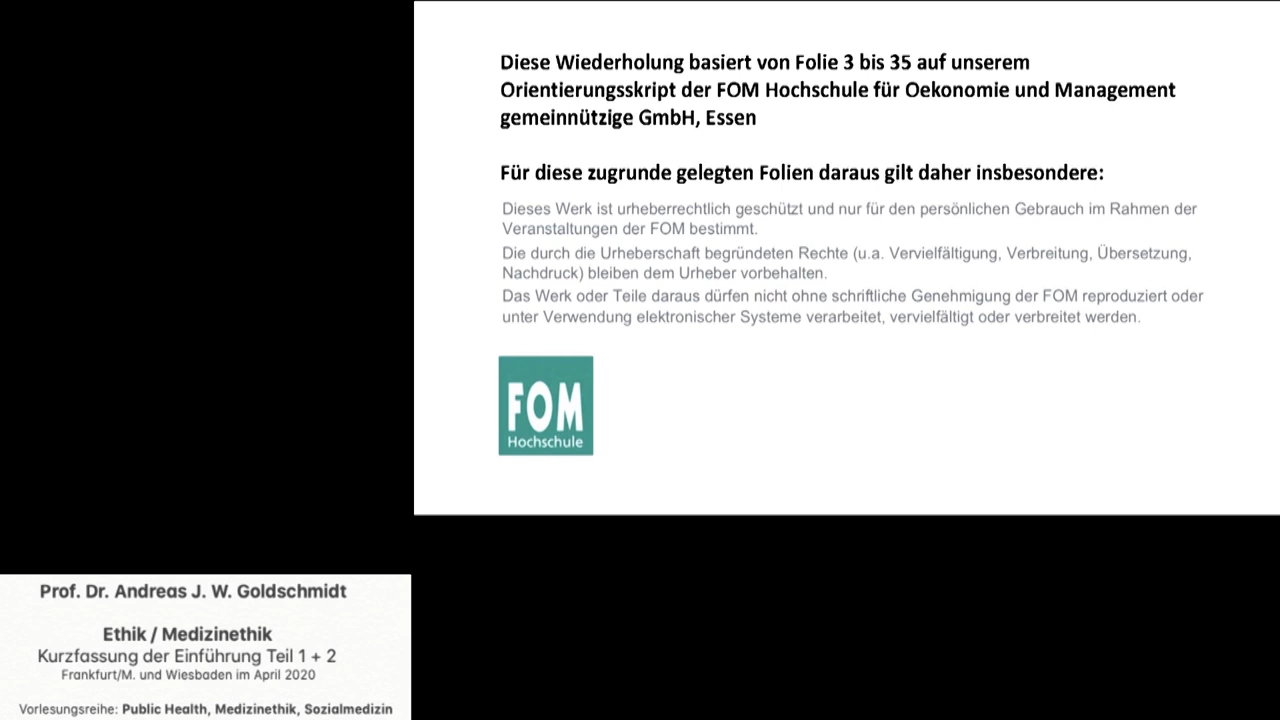 Diese Wiederholung basiert von Folie 3 bis 35 auf unserem
Orientierungsskript der FOM Hochschule für Oekonomie und Management
gemeinnützige GmbH, Essen
Für diese zugrunde gelegten Folien daraus gilt daher insbesondere:
Dieses Werk ist urheberrechtlich geschützt und nur für den persönlichen Gebrauch im Rahmen der
Veranstaltungen der FOM bestimmt.
Die durch die Urheberschaft begründeten Rechte (u.a. Vervielfältigung, Verbreitung, Übersetzung,
Nachdruck) bleiben dem Urheber vorbehalten.
Das Werk oder Teile daraus dürfen nicht ohne schriftliche Genehmigung der FOM reproduziert oder
unter Verwendung elektronischer Systeme verarbeitet, vervielfältigt oder verbreitet werden.
FOM
Hochschule
Prof. Dr. Andreas J. W. Goldschmidt
Ethik / Medizinethik
Kurzfassung der Einführung Teil 1 + 2
Frankfurt/M. und Wiesbaden im April 2020
Vorlesungsreihe: Public Health, Medizinethik, Sozialmedizin